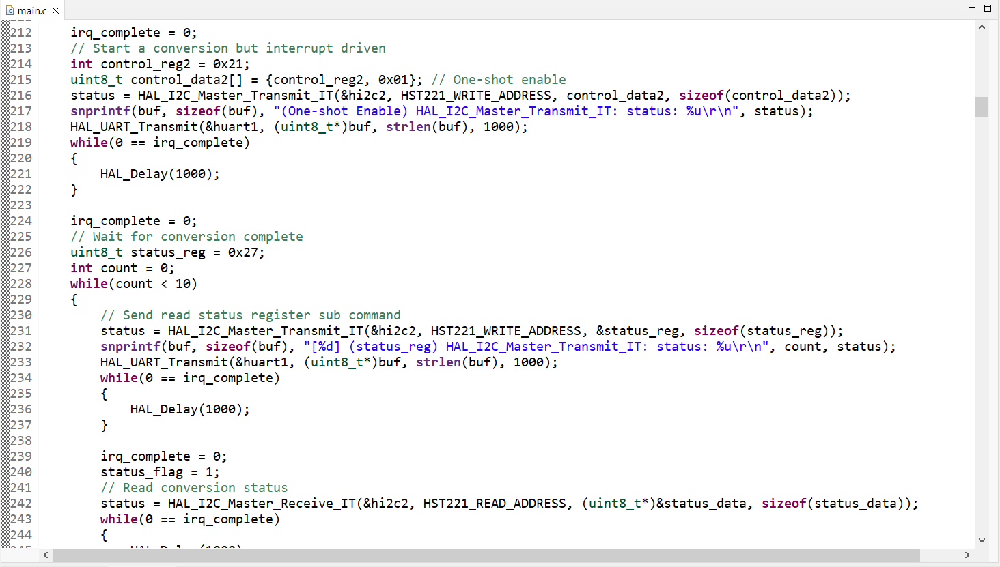 main.c
212 irq_complete = 0;
213 // Start a conversion but interrupt driven
214 int control_reg2 = 0x21;
215 uint8_t control_data2[] = {control_reg2, 0x01}; // One-shot enable
216 status = HAL_I2C_Master_Transmit_IT(&hi2c2, HST221_WRITE_ADDRESS, control_data2, sizeof(control_data2));
217 snprintf(buf, sizeof(buf), "(One-shot Enable) HAL_I2C_Master_Transmit_IT: status: %u\r\n", status);
218 HAL_UART_Transmit(&huart1, (uint8_t*)buf, strlen(buf), 1000);
219 while(0 == irq_complete)
220 {
221 HAL_Delay(1000);
222 }
223
224 irq_complete = 0;
225 // Wait for conversion complete
226 uint8_t status_reg = 0x27;
227 int count = 0;
228 while(count < 10)
229 {
230 // Send read status register sub command
231 status = HAL_I2C_Master_Transmit_IT(&hi2c2, HST221_WRITE_ADDRESS, &status_reg, sizeof(status_reg));
232 snprintf(buf, sizeof(buf), "[%d] (status_reg) HAL_I2C_Master_Transmit_IT: status: %u\r\n", count, status);
233 HAL_UART_Transmit(&huart1, (uint8_t*)buf, strlen(buf), 1000);
234 while(0 == irq_complete)
235 {
236 HAL_Delay(1000);
237 }
238
239 irq_complete = 0;
240 status_flag = 1;
241 // Read conversion status
242 status = HAL_I2C_Master_Receive_IT(&hi2c2, HST221_READ_ADDRESS, (uint8_t*)&status_data, sizeof(status_data));
243 while(0 == irq_complete)
244 {